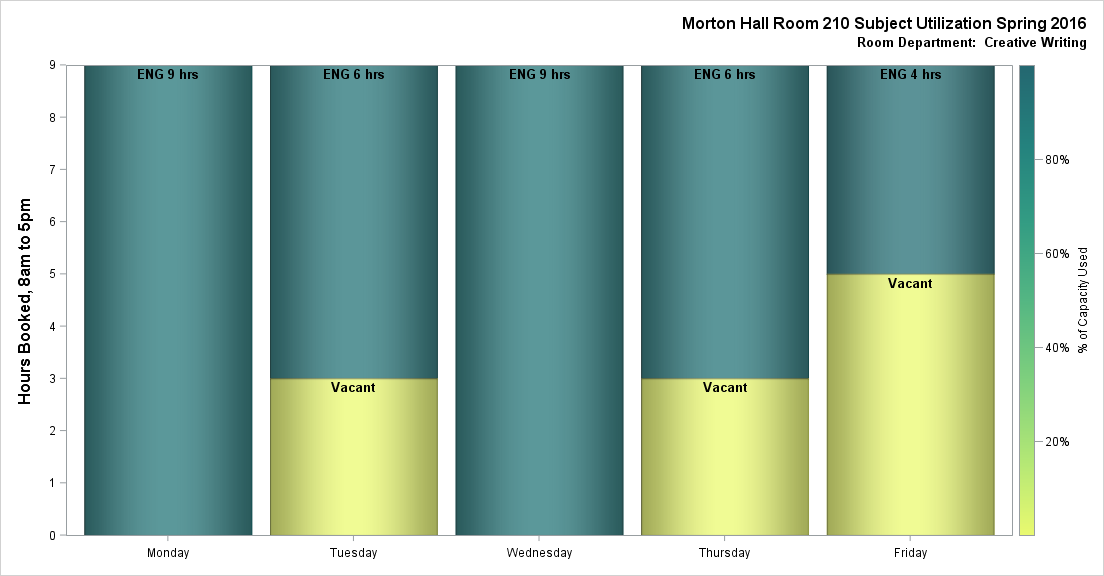 Morton Hall Room 210 Subject Utilization Spring 2016
Room Department: Creative Writing
Hours Booked, 8am to 5pm
9
8
7
6
5
4
3
2
1
0
ENG 9 hrs
ENG 6 hrs
ENG 9 hrs
ENG 6 hrs
ENG 4 hrs
Vacant
Vacant
Vacant
Monday
Tuesday
Wednesday
Thursday
Friday
80%
60%
40%
20%
% of Capacity Used